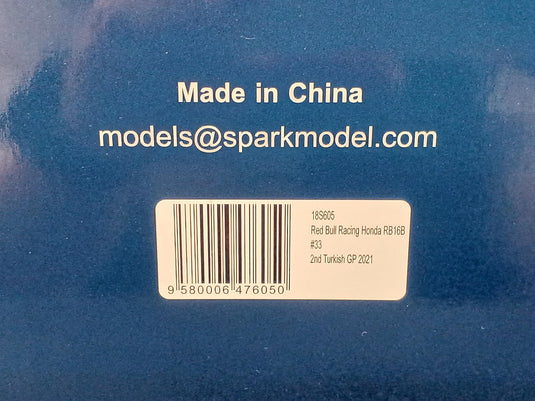 Made in China
models@sparkmodel.com
18S605
Red Bull Racing Honda RB16B
#33
2nd Turkish GP 2021
9 580006 476050